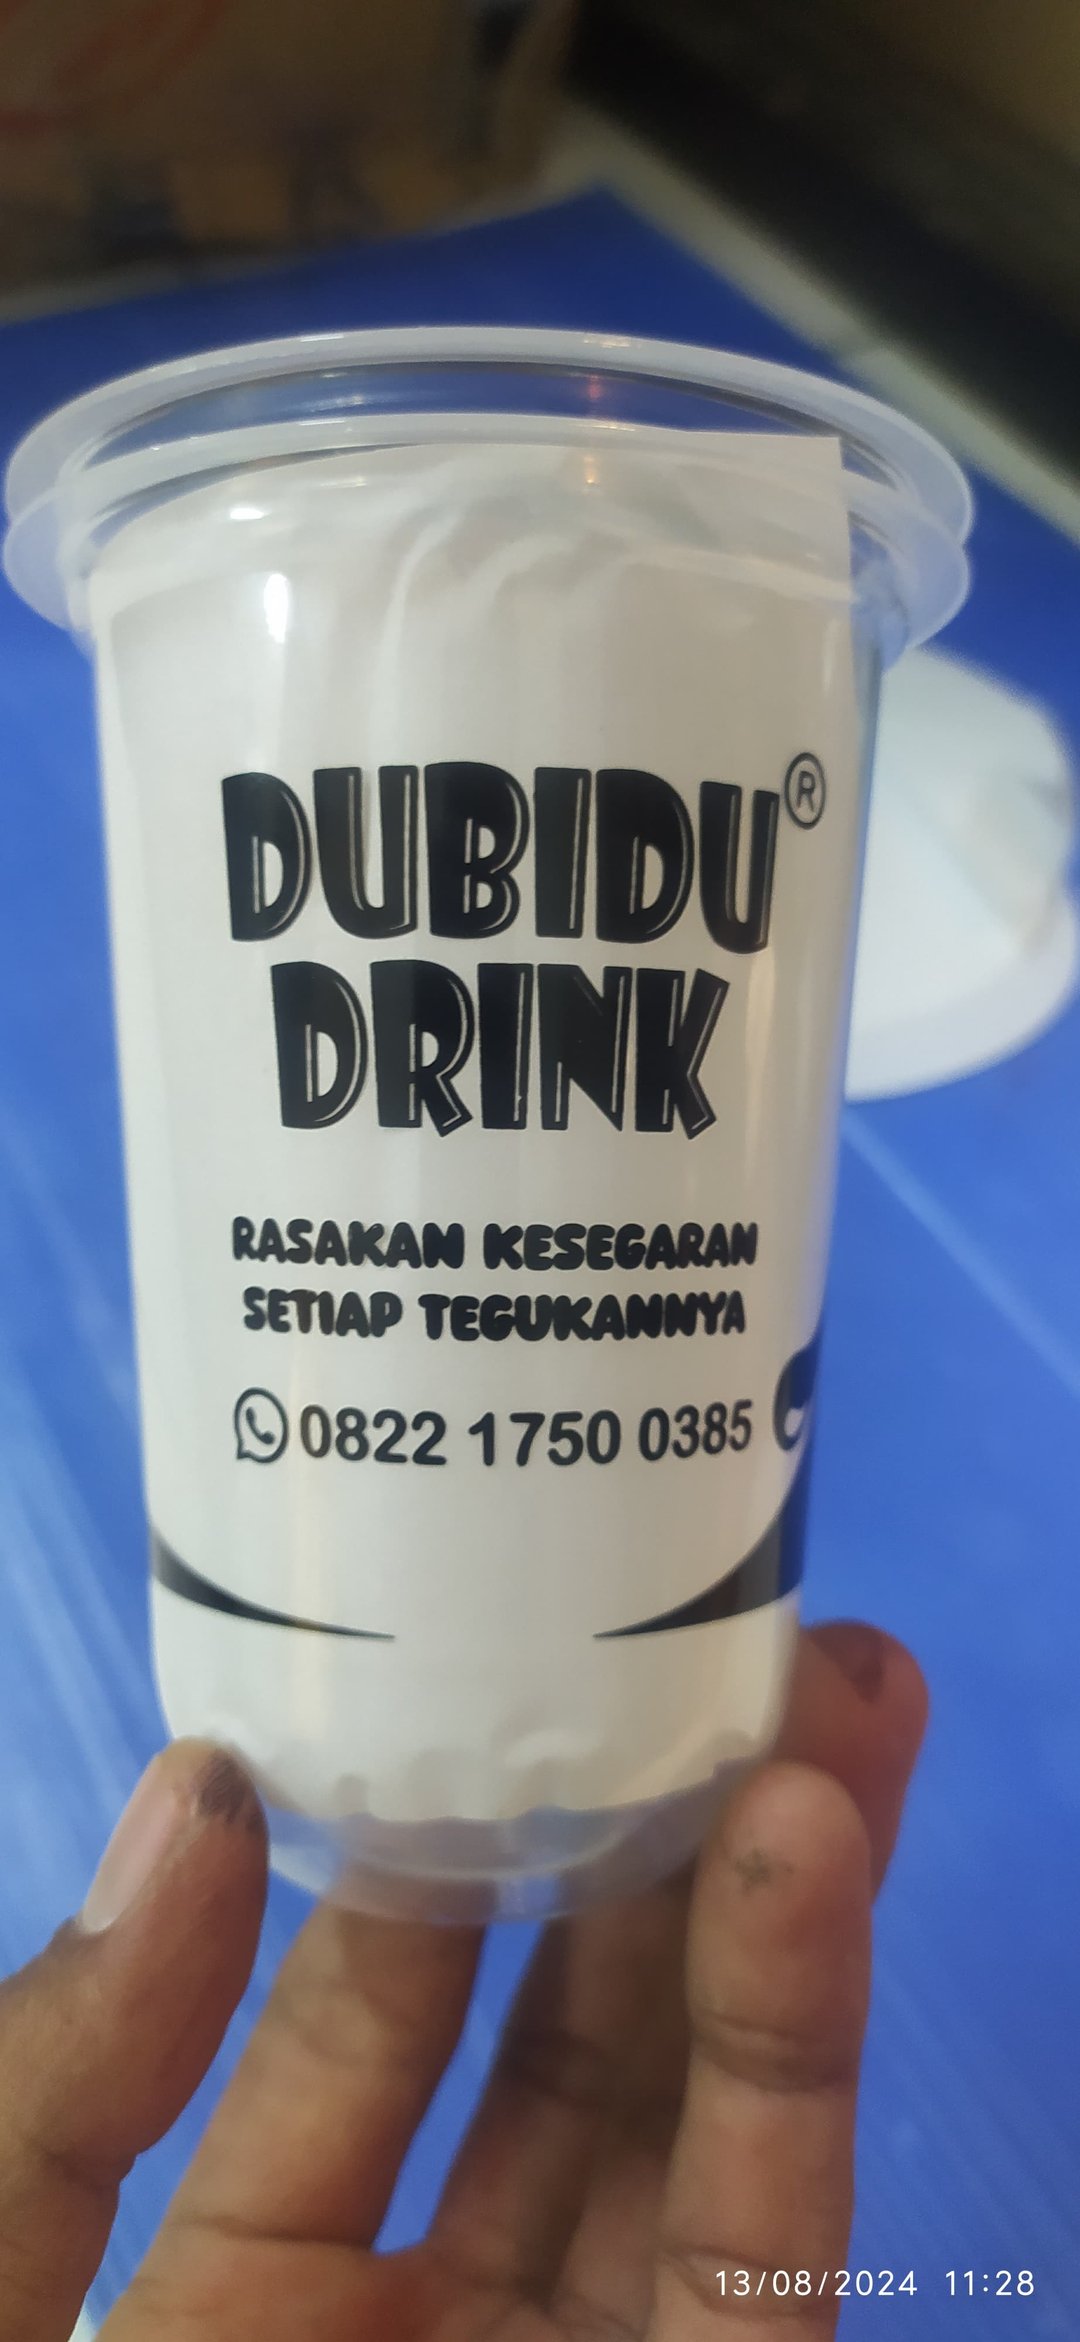 DUBIDU®
DRINK
RASAKAN KESEGARAN
SETIAP TEGUKANNYA
0822 1750 0385
13/08/2024 11:28